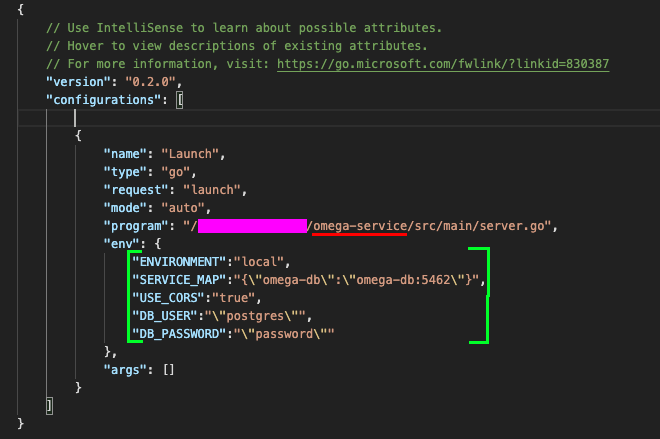 {
// Use IntelliSense to learn about possible attributes.
// Hover to view descriptions of existing attributes.
// For more information, visit: https://go.microsoft.com/fwlink/?linkid=830387
"version": "0.2.0",
"configurations": [
{
"name": "Launch",
"type": "go",
"request": "launch",
"mode": "auto",
"program": "/ /omega-service/src/main/server.go",
"env": {
"ENVIRONMENT":"local",
"SERVICE_MAP":"{\"omega-db\":\"omega-db:5462\"}",
"USE_CORS":"true",
"DB_USER":"\"postgres\"",
"DB_PASSWORD":"\"password\""
},
"args": []
}
]
}